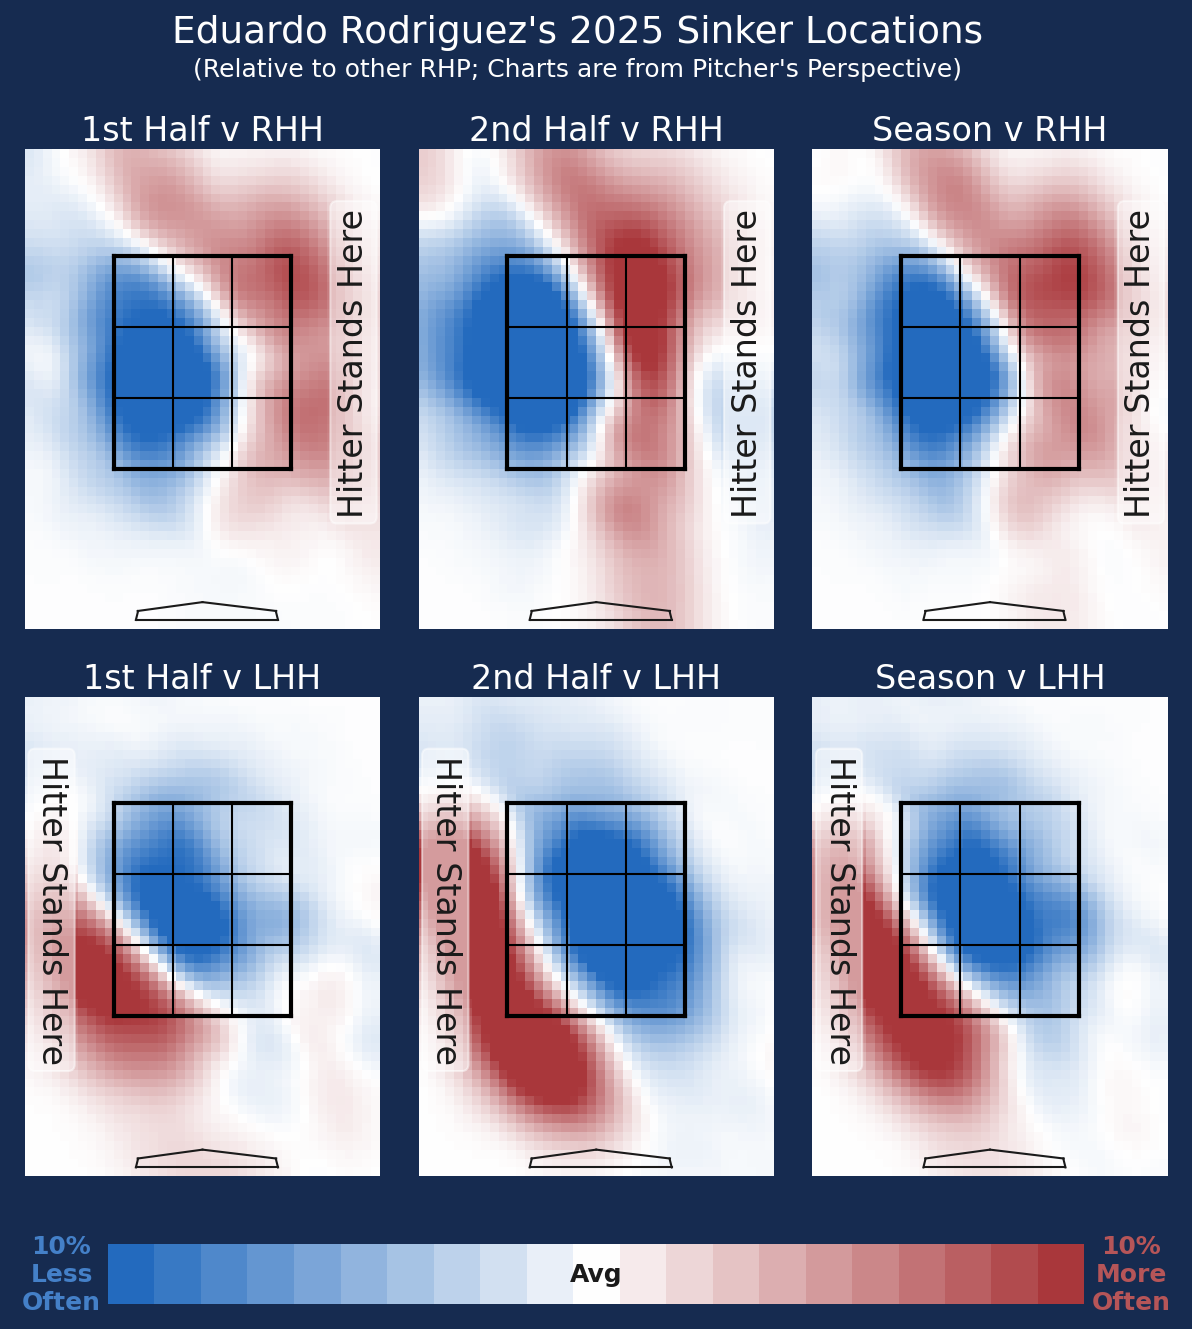 Eduardo Rodriguez's 2025 Sinker Locations
(Relative to other RHP; Charts are from Pitcher's Perspective)
1st Half v RHH
2nd Half v RHH
Season v RHH
Hitter Stands Here
Hitter Stands Here
Hitter Stands Here
1st Half v LHH
2nd Half v LHH
Season v LHH
Hitter Stands Here
Hitter Stands Here
Hitter Stands Here
10%
Less
Often
Avg
10%
More
Often